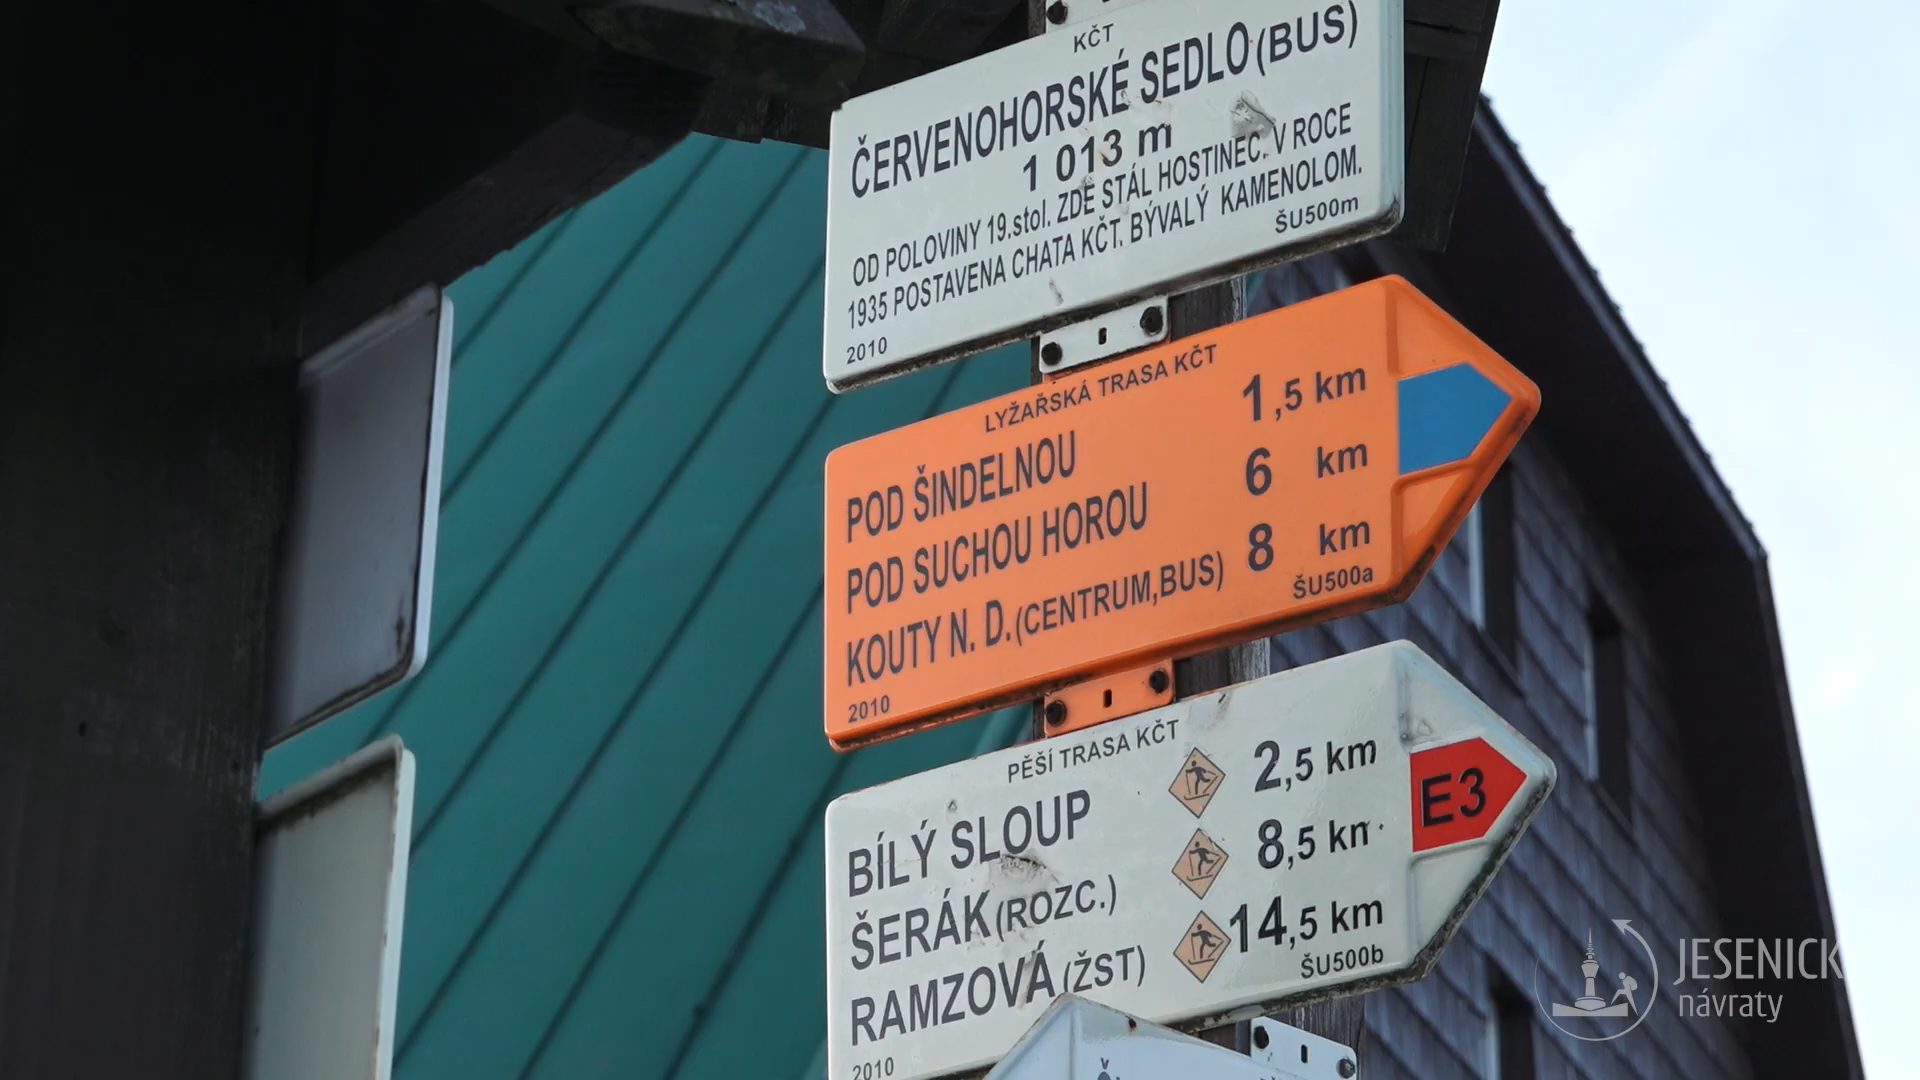 KČT
ČERVENOHORSKÉ SEDLO (BUS)
1 013 m
OD POLOVINY 19.stol. ZDE STÁL HOSTINEC. V ROCE
1935 POSTAVENA CHATA KČT. BÝVALÝ KAMENOLOM.
2010 ŠU500m
LYŽAŘSKÁ TRASA KČT
POD ŠINDELNOU 1,5 km
POD SUCHOU HOROU 6 km
KOUTY N. D. (CENTRUM,BUS) 8 km
2010 ŠU500a
PĚŠÍ TRASA KČT
BÍLÝ SLOUP 2,5 km
E3
ŠERÁK (ROZC.) 8,5 km
RAMZOVÁ (ŽST) 14,5 km
2010 ŠU500b
JESENICKÉ
návraty